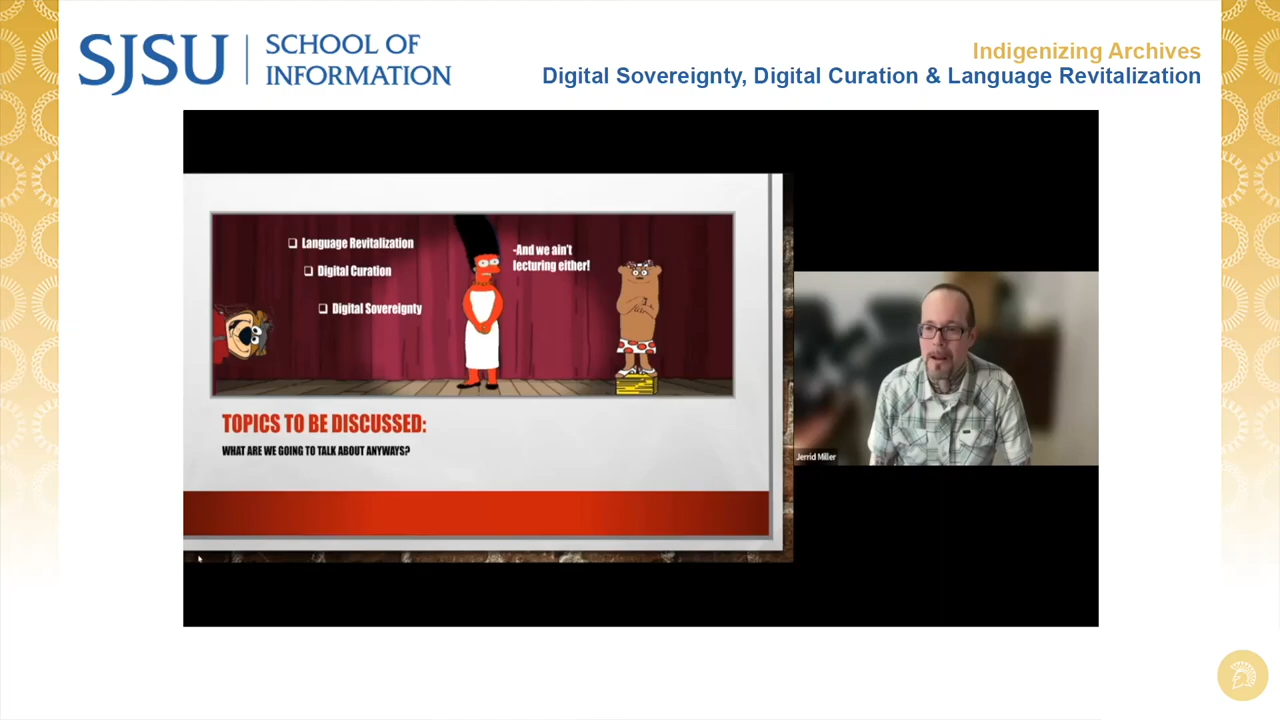 SJSU
SCHOOL OF
INFORMATION
Indigenizing Archives
Digital Sovereignty, Digital Curation & Language Revitalization
Language Revitalization
Digital Curation
Digital Sovereignty
-And we ain't
lecturing either!
TOPICS TO BE DISCUSSED:
WHAT ARE WE GOING TO TALK ABOUT ANYWAYS?
Jerrid Miller